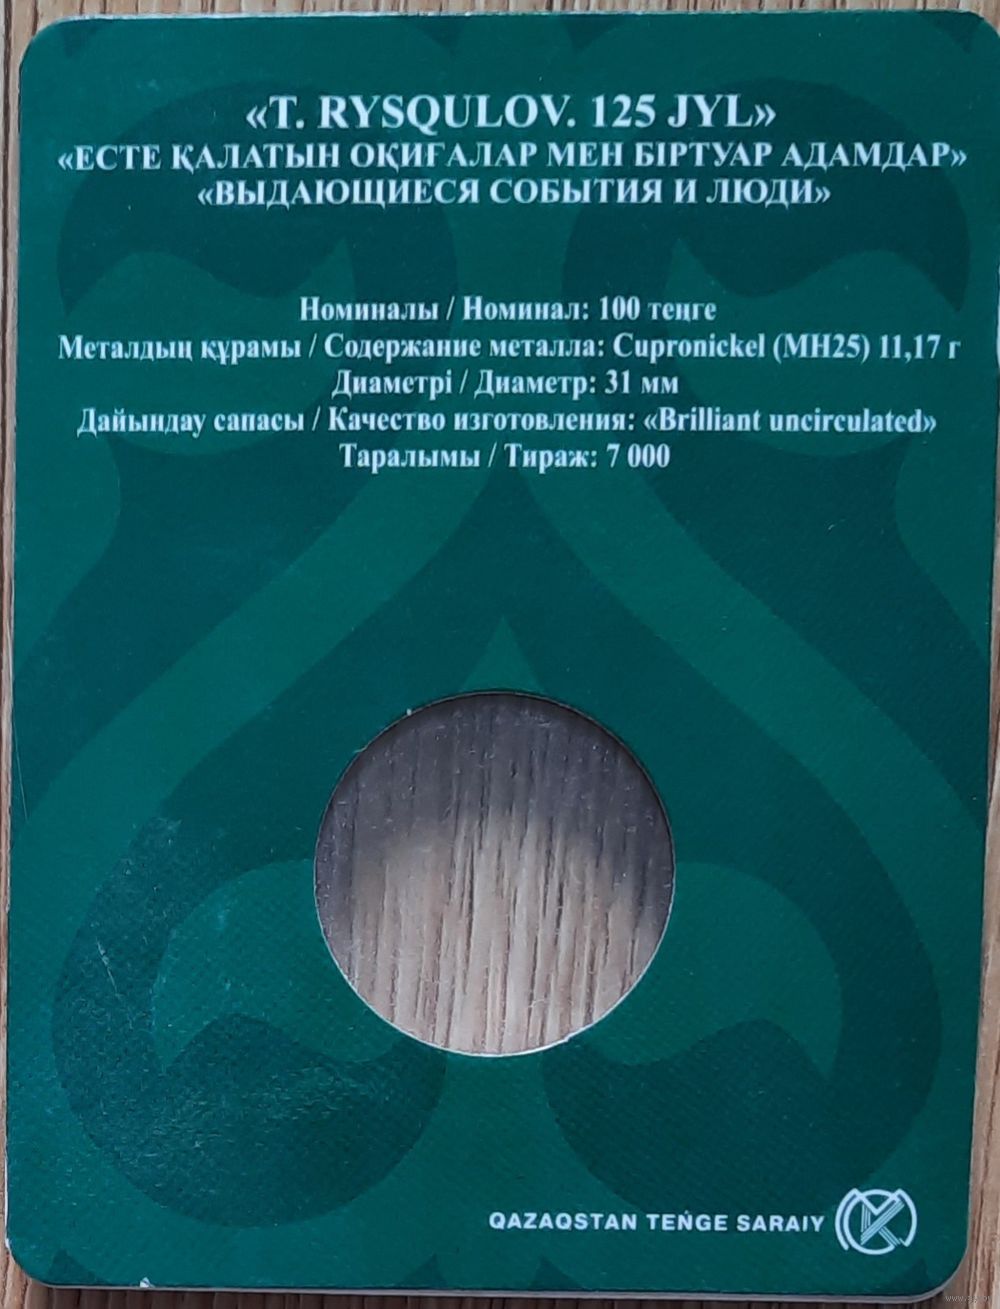 «T. RYSQULOV. 125 JYL»
«ЕСТЕ ҚАЛАТЫН ОҚИҒАЛАР МЕН БІРТУАР АДАМДАР»
«ВЫДАЮЩИЕСЯ СОБЫТИЯ И ЛЮДИ»
Номиналы / Номинал: 100 теңге
Металдың құрамы / Содержание металла: Cupronickel (МН25) 11,17 г
Диаметрі / Диаметр: 31 мм
Дайындау сапасы / Качество изготовления: «Brilliant uncirculated»
Таралымы / Тираж: 7 000
QAZAQSTAN TEŃGE SARAIY